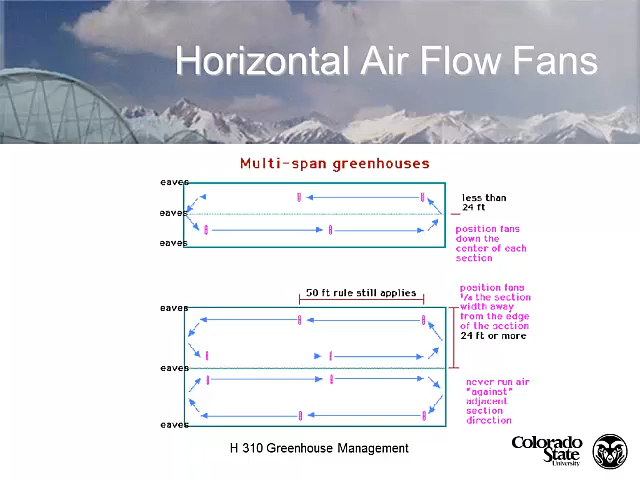 Horizontal Air Flow Fans
Multi-span greenhouses
eaves
eaves
eaves
less than
24 ft
position fans
down the
center of each
section
50 ft rule still applies
position fans
¼ the section
width away
from the edge
of the section
24 ft or more
eaves
eaves
eaves
never run air
"against"
adjacent
section
direction
H 310 Greenhouse Management
Colorado
State
University